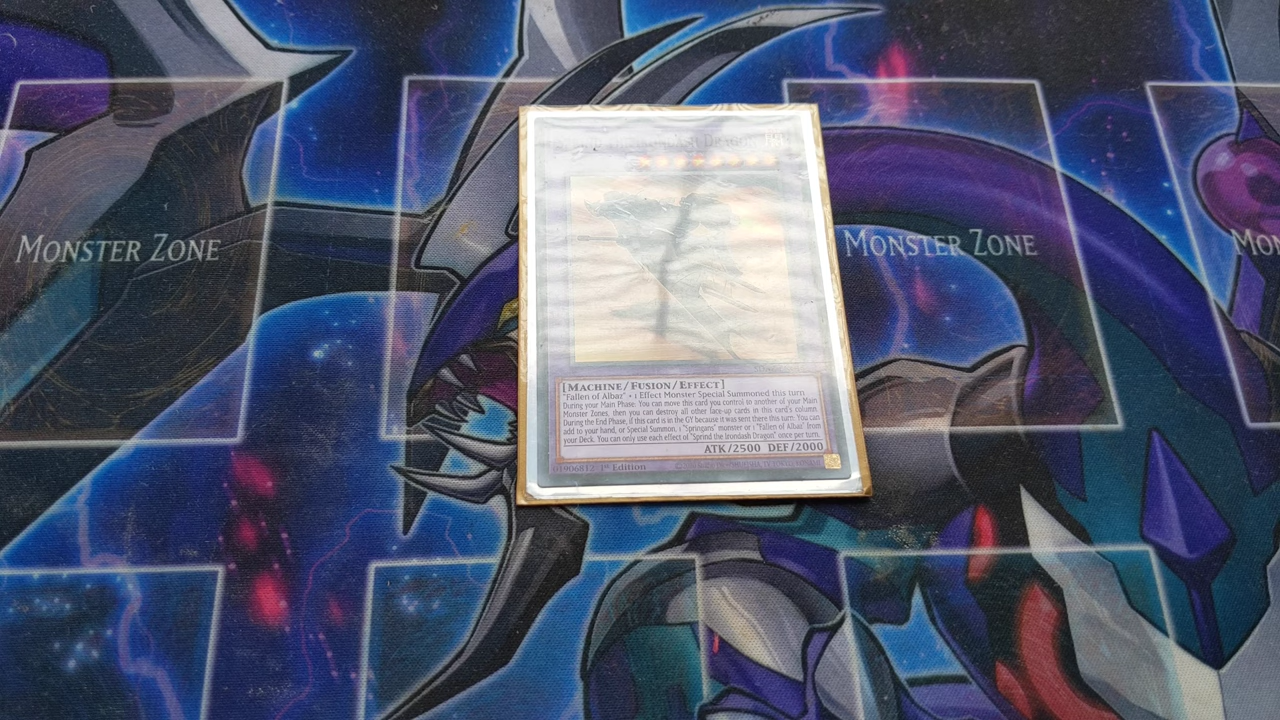 MONSTER ZONE
MONSTER ZONE
MO
DRAGON
[MACHINE/FUSION/EFFECT]
"Fallen of Albaz" + 1 Effect Monster Special Summoned this turn
During your Main Phase: You can move this card you control to another of your Main
Monster Zones, then you can destroy all other face-up cards in this card's column.
During the End Phase, if this card is in the GY because it was sent there this turn: You can
add to your hand, or Special Summon, 1 "Springans" monster or 1 "Fallen of Albaz" from
your Deck. You can only use each effect of "Sprind the Irondash Dragon" once per turn.
ATK/2500 DEF/2000
01906812 1st Edition